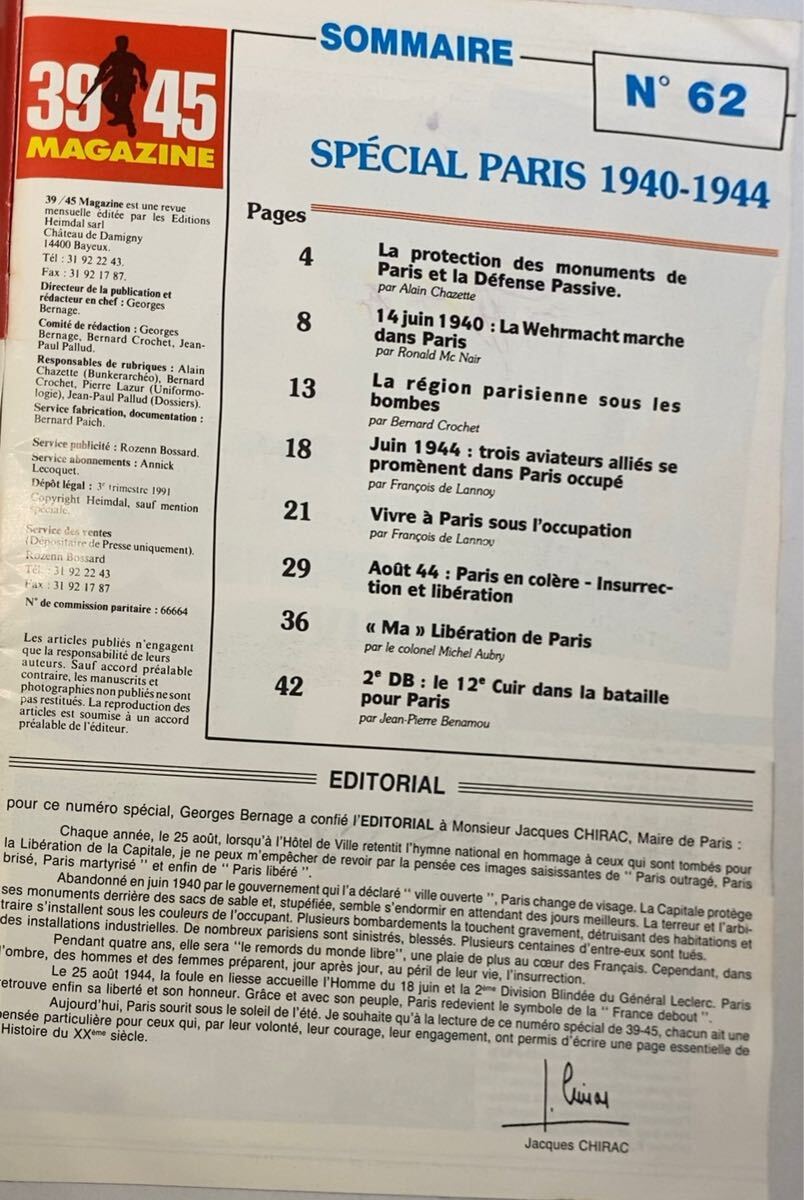 39 45
MAGAZINE
39/45 Magazine est une revue
mensuelle éditée par les Editions
Heimdal sarl
Château de Damigny
14400 Bayeux.
Tél : 31 92 22 43.
Fax : 31 92 17 87.
Directeur de la publication et
rédacteur en chef : Georges
Bernage.
Comité de rédaction : Georges
Bernage, Bernard Crochet, Jean-
Paul Pallud.
Responsables de rubriques : Alain
Chazette (Bunkerarchéo), Bernard
Crochet, Pierre Lazur (Uniformo-
logie), Jean-Paul Pallud (Dossiers).
Service fabrication, documentation :
Bernard Paich.
Service publicité : Rozenn Bossard.
Service abonnements : Annick
Lecoquet.
Dépôt légal : 3e trimestre 1991
Copyright Heimdal, sauf mention
spéciale.
Service des ventes
(Dépositaire de Presse uniquement).
Rozenn Bossard
Tél. : 31 92 22 43
Fax : 31 92 17 87
N° de commission paritaire : 66664
Les articles publiés n'engagent
que la responsabilité de leurs
auteurs. Sauf accord préalable
contraire, les manuscrits et
photographies non publiés ne sont
pas restitués. La reproduction des
articles est soumise à un accord
préalable de l'éditeur.
SOMMAIRE
N° 62
SPÉCIAL PARIS 1940-1944
Pages
4 La protection des monuments de
Paris et la Défense Passive.
par Alain Chazette
8 14 juin 1940 : La Wehrmacht marche
dans Paris
par Ronald Mc Nair
13 La région parisienne sous les
bombes
par Bernard Crochet
18 Juin 1944 : trois aviateurs alliés se
promènent dans Paris occupé
par François de Lannoy
21 Vivre à Paris sous l'occupation
par François de Lannoy
29 Août 44 : Paris en colère - Insurrec-
tion et libération
36 « Ma » Libération de Paris
par le colonel Michel Aubry
42 2e DB : le 12e Cuir dans la bataille
pour Paris
par Jean-Pierre Benamou
EDITORIAL
pour ce numéro spécial, Georges Bernage a confié l'EDITORIAL à Monsieur Jacques CHIRAC, Maire de Paris :
Chaque année, le 25 août, lorsqu'à l'Hôtel de Ville retentit l'hymne national en hommage à ceux qui sont tombés pour
la Libération de la Capitale, je ne peux m'empêcher de revoir par la pensée ces images saisissantes de " Paris outragé, Paris
brisé, Paris martyrisé " et enfin de " Paris libéré ".
Abandonné en juin 1940 par le gouvernement qui l'a déclaré " ville ouverte ", Paris change de visage. La Capitale protège
ses monuments derrière des sacs de sable et, stupéfiée, semble s'endormir en attendant des jours meilleurs. La terreur et l'arbi-
traire s'installent sous les couleurs de l'occupant. Plusieurs bombardements la touchent gravement, détruisant des habitations et
des installations industrielles. De nombreux parisiens sont sinistrés, blessés. Plusieurs centaines d'entre-eux sont tués.
Pendant quatre ans, elle sera "le remords du monde libre", une plaie de plus au cœur des Français. Cependant, dans
l'ombre, des hommes et des femmes préparent, jour après jour, au péril de leur vie, l'insurrection.
Le 25 août 1944, la foule en liesse accueille l'Homme du 18 juin et la 2ème Division Blindée du Général Leclerc. Paris
retrouve enfin sa liberté et son honneur. Grâce et avec son peuple, Paris redevient le symbole de la " France debout ".
Aujourd'hui, Paris sourit sous le soleil de l'été. Je souhaite qu'à la lecture de ce numéro spécial de 39-45, chacun ait une
pensée particulière pour ceux qui, par leur volonté, leur courage, leur engagement, ont permis d'écrire une page essentielle de
l'Histoire du XXème siècle.
J. Chirac
Jacques CHIRAC